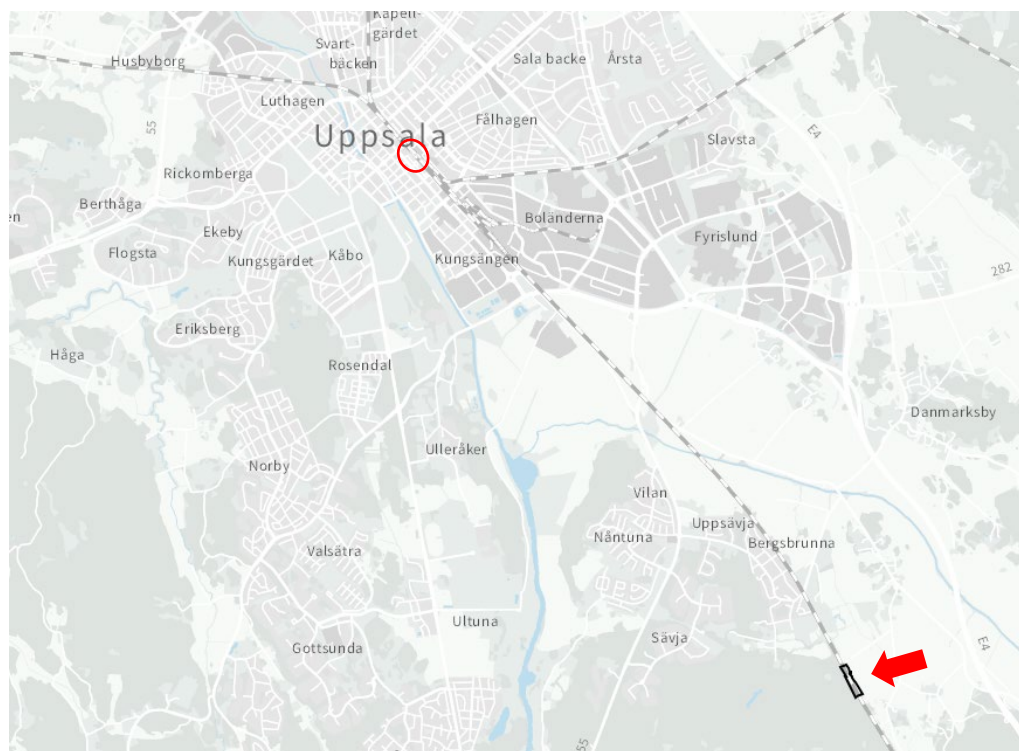 Kapell-
gärdet
Svart-
bäcken
Husbyborg
Sala backe
Årsta
Luthagen
E4
55
Fålhagen
Uppsala
Slavsta
Rickomberga
Berthåga
en
Boländerna
Ekeby
Fyrislund
Flogsta
Kungsgärdet
Kåbo
Kungsängen
282
Eriksberg
Håga
Rosendal
Danmarksby
Ulleråker
Norby
Vilan
Uppsävja
Nåntuna
Bergsbrunna
Valsätra
Ultuna
Sävja
E4
Gottsunda
55